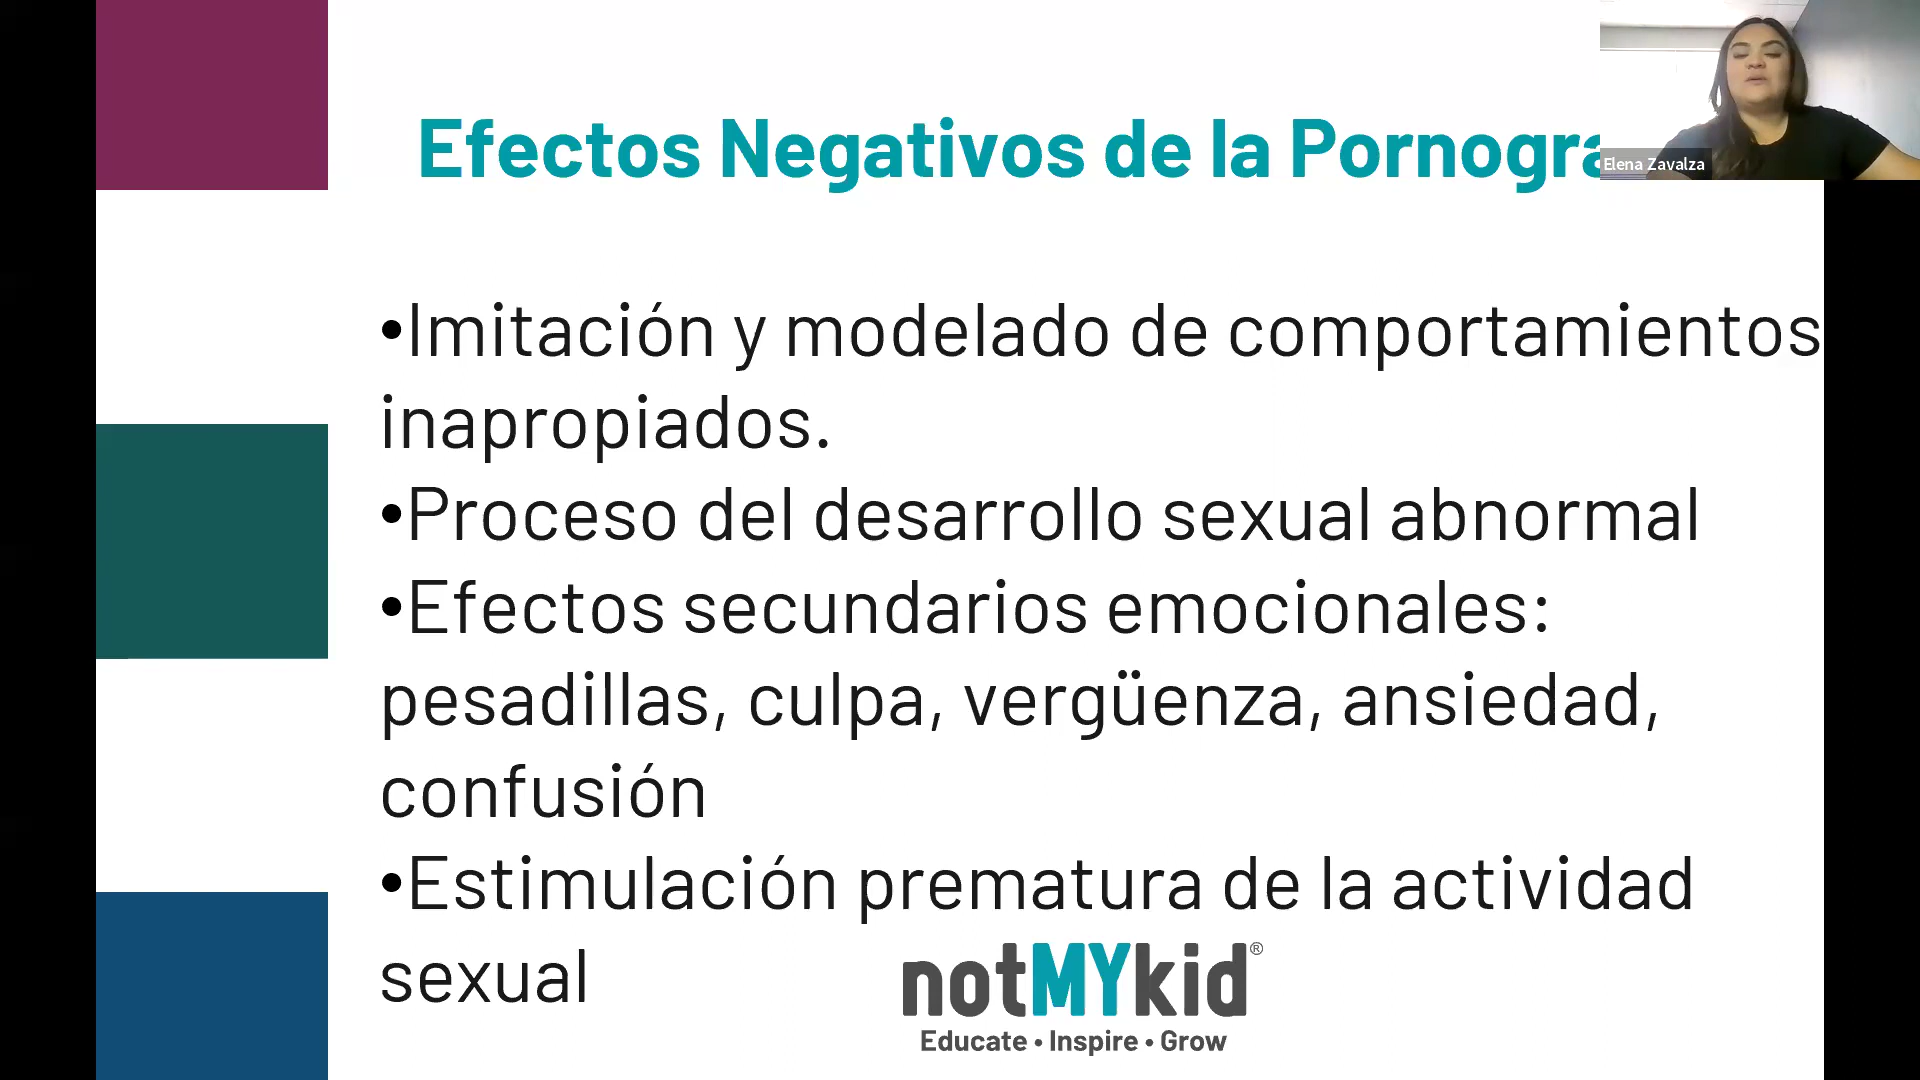 Efectos Negativos de la
Elena Zavalza
•Imitación y modelado de comportamientos
inapropiados.
•Proceso del desarrollo sexual abnormal
•Efectos secundarios emocionales:
pesadillas, culpa, vergüenza, ansiedad,
confusión
•Estimulación prematura de la actividad
sexual
notMYkid®
Educate • Inspire • Grow